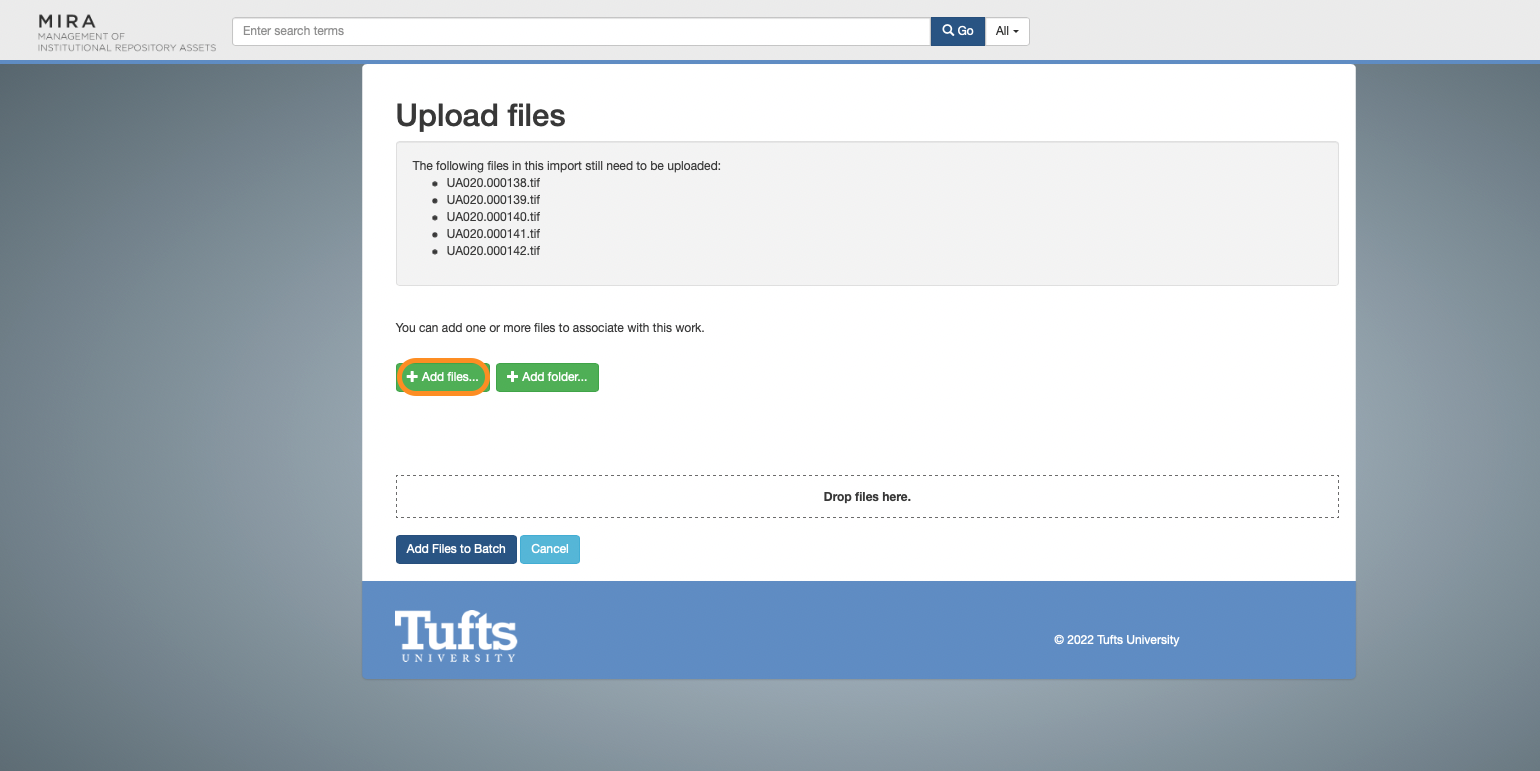 MIRA
MANAGEMENT OF
INSTITUTIONAL REPOSITORY ASSETS
Enter search terms
Go
All
Upload files
The following files in this import still need to be uploaded:
UA020.000138.tif
UA020.000139.tif
UA020.000140.tif
UA020.000141.tif
UA020.000142.tif
You can add one or more files to associate with this work.
Add files...
Add folder...
Drop files here.
Add Files to Batch
Cancel
Tufts
UNIVERSITY
© 2022 Tufts University